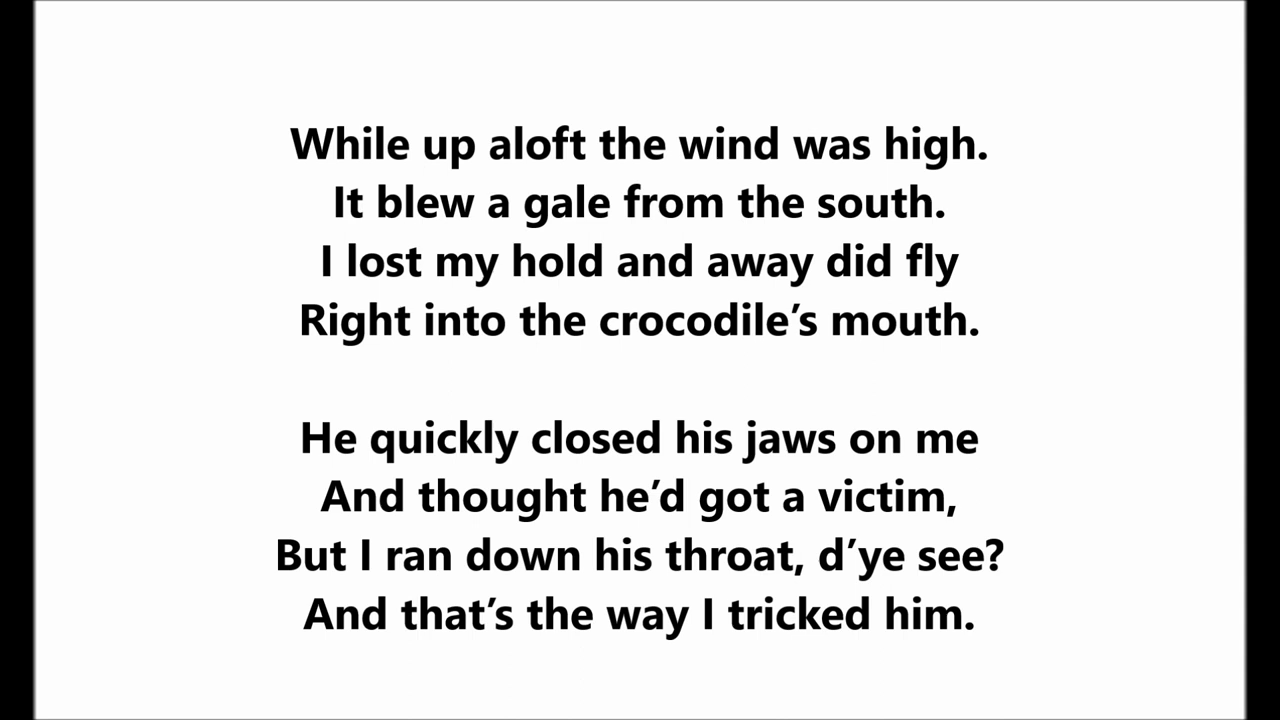 While up aloft the wind was high.
It blew a gale from the south.
I lost my hold and away did fly
Right into the crocodile’s mouth.
He quickly closed his jaws on me
And thought he’d got a victim,
But I ran down his throat, d’ye see?
And that’s the way I tricked him.